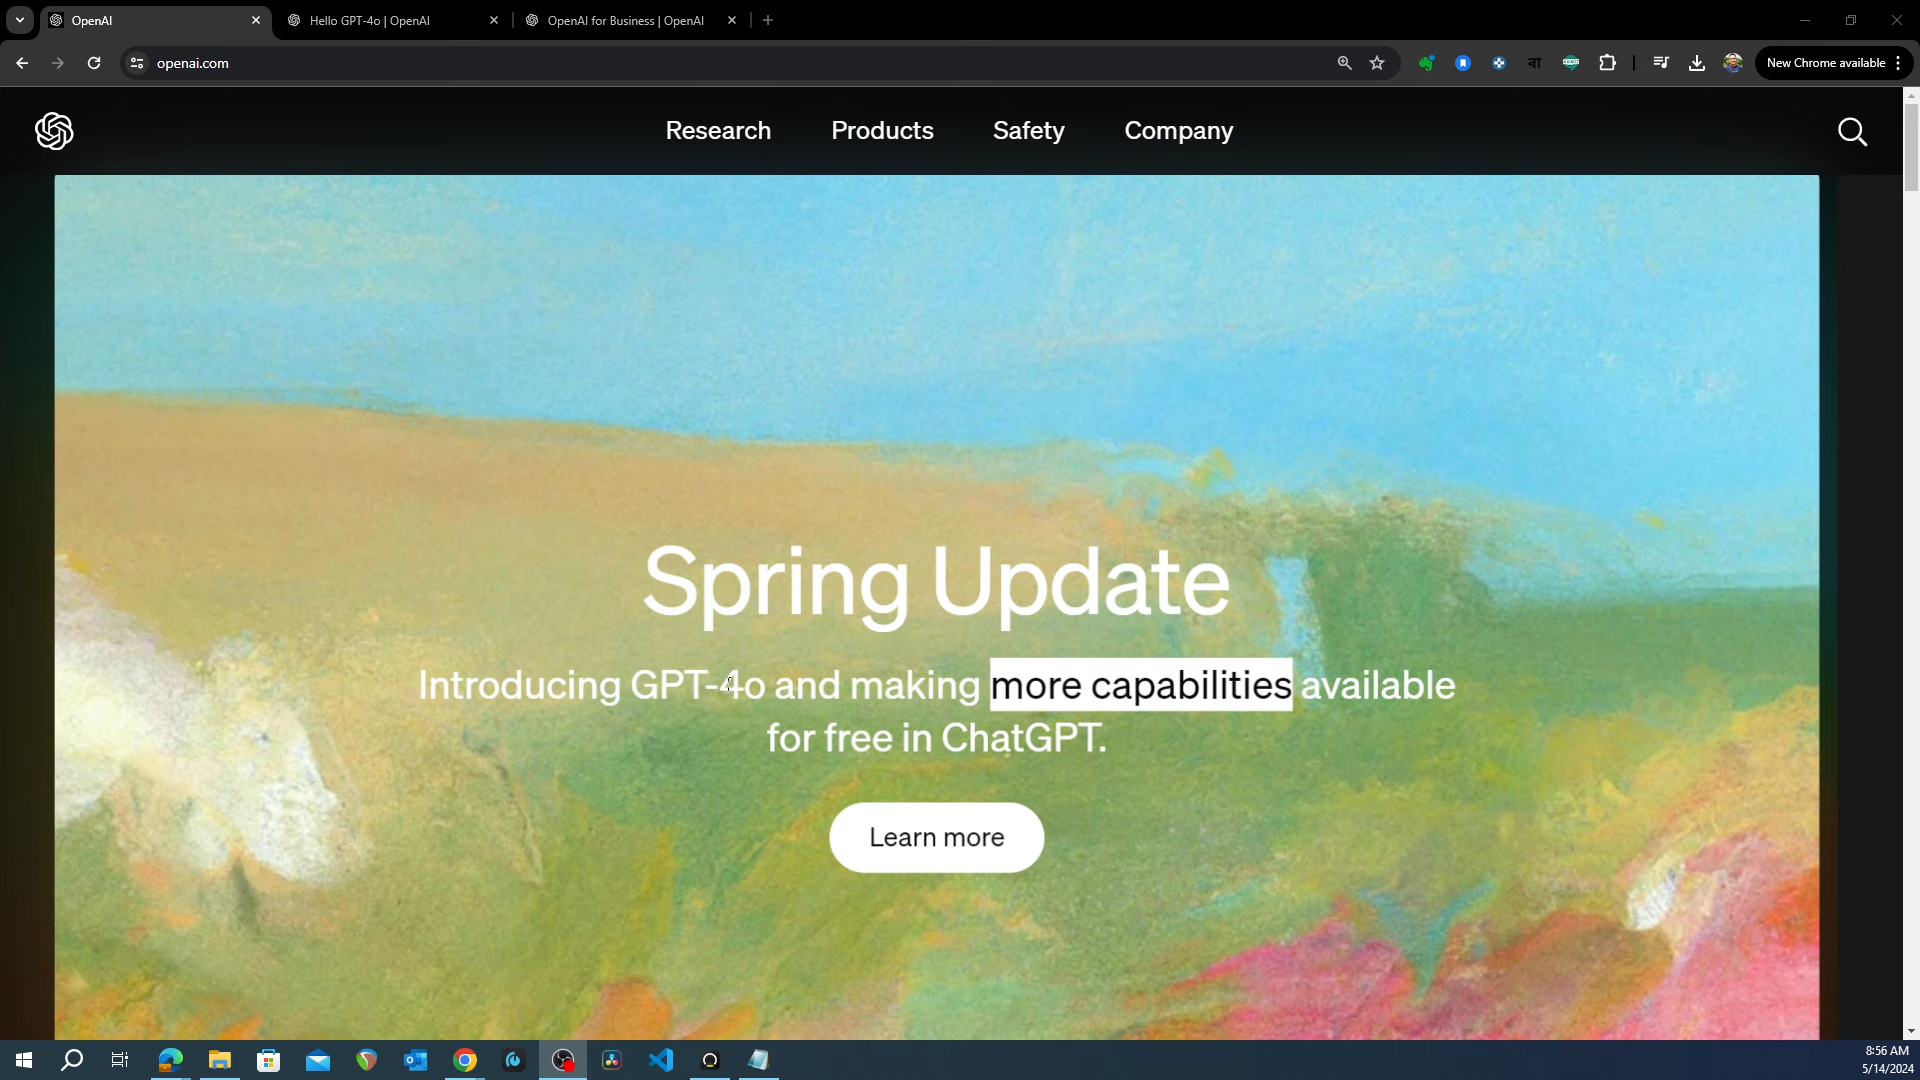 OpenAI
Hello GPT-4o | OpenAI
OpenAI for Business | OpenAI
openai.com
বা
New Chrome available
Research
Products
Safety
Company
Spring Update
Introducing GPT-4o and making more capabilities available
for free in ChatGPT.
Learn more
8:56 AM
5/14/2024